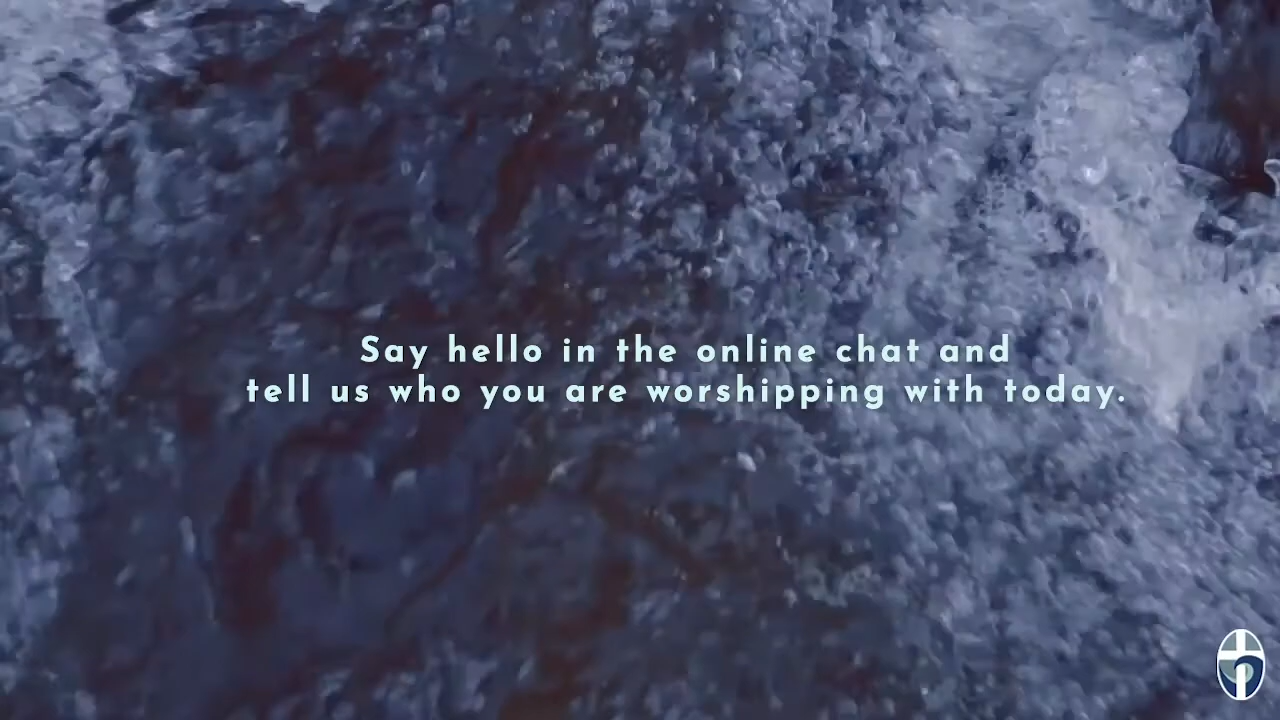 Say hello in the online chat and
tell us who you are worshipping with today.